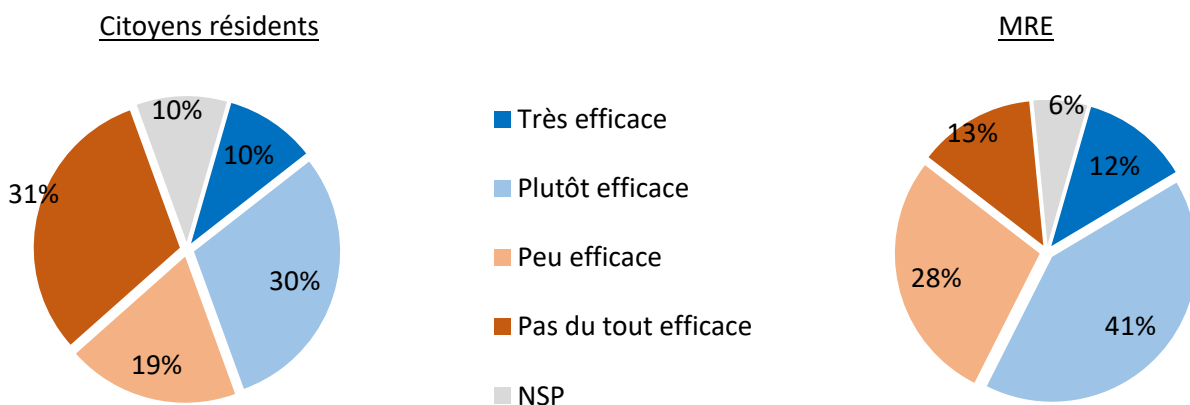 Citoyens résidents
MRE
10%
10%
30%
19%
31%
Très efficace
Plutôt efficace
Peu efficace
Pas du tout efficace
NSP
6%
12%
41%
28%
13%